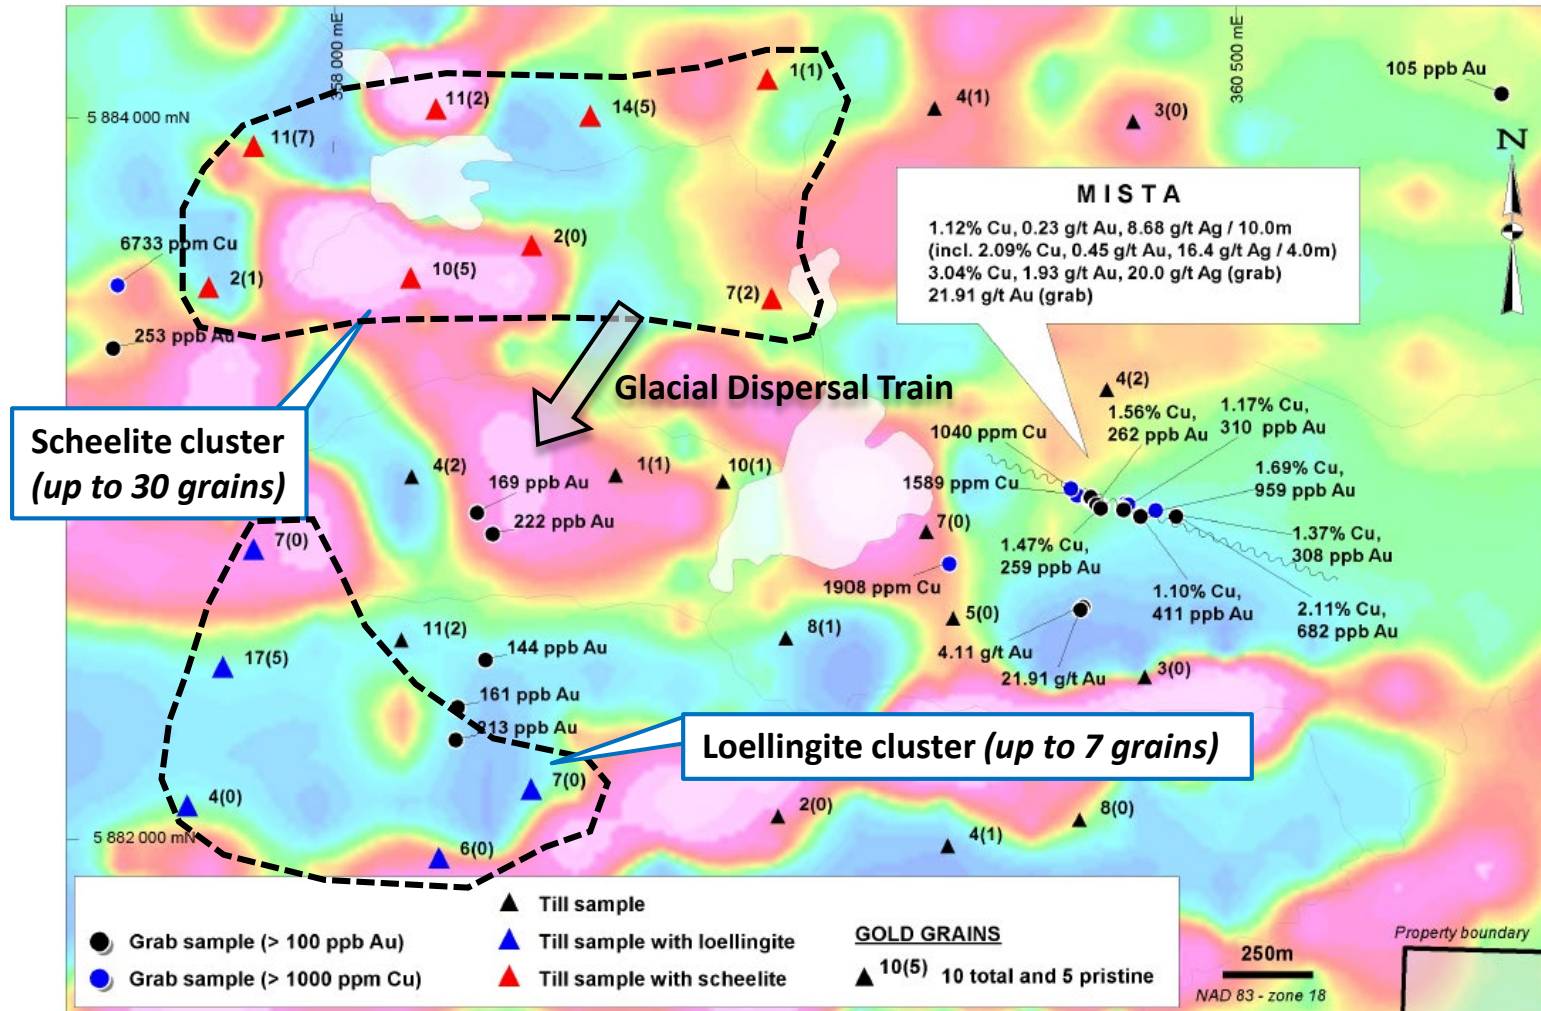 358 000 mE
360 500 mE
5 884 000 mN
11(2)
14(5)
1(1)
4(1)
3(0)
105 ppb Au
N
11(7)
MISTA
1.12% Cu, 0.23 g/t Au, 8.68 g/t Ag / 10.0m
(incl. 2.09% Cu, 0.45 g/t Au, 16.4 g/t Ag / 4.0m)
3.04% Cu, 1.93 g/t Au, 20.0 g/t Ag (grab)
21.91 g/t Au (grab)
6733 ppm Cu
2(1)
10(5)
2(0)
7(2)
253 ppb Au
Glacial Dispersal Train
Scheelite cluster
(up to 30 grains)
4(2)
1.56% Cu,
262 ppb Au
1.17% Cu,
310 ppb Au
1040 ppm Cu
1589 ppm Cu
1.69% Cu,
959 ppb Au
4(2)
169 ppb Au
222 ppb Au
1(1)
10(1)
7(0)
7(0)
1.47% Cu,
259 ppb Au
1.37% Cu,
308 ppb Au
1908 ppm Cu
1.10% Cu,
411 ppb Au
2.11% Cu,
682 ppb Au
5(0)
4.11 g/t Au
21.91 g/t Au
3(0)
11(2)
144 ppb Au
8(1)
17(5)
161 ppb Au
213 ppb Au
Loellingite cluster (up to 7 grains)
4(0)
7(0)
2(0)
8(0)
4(1)
5 882 000 mN
6(0)
Till sample
Grab sample (> 100 ppb Au)
Till sample with loellingite
Grab sample (> 1000 ppm Cu)
Till sample with scheelite
GOLD GRAINS
10(5) 10 total and 5 pristine
250m
NAD 83 - zone 18
Property boundary